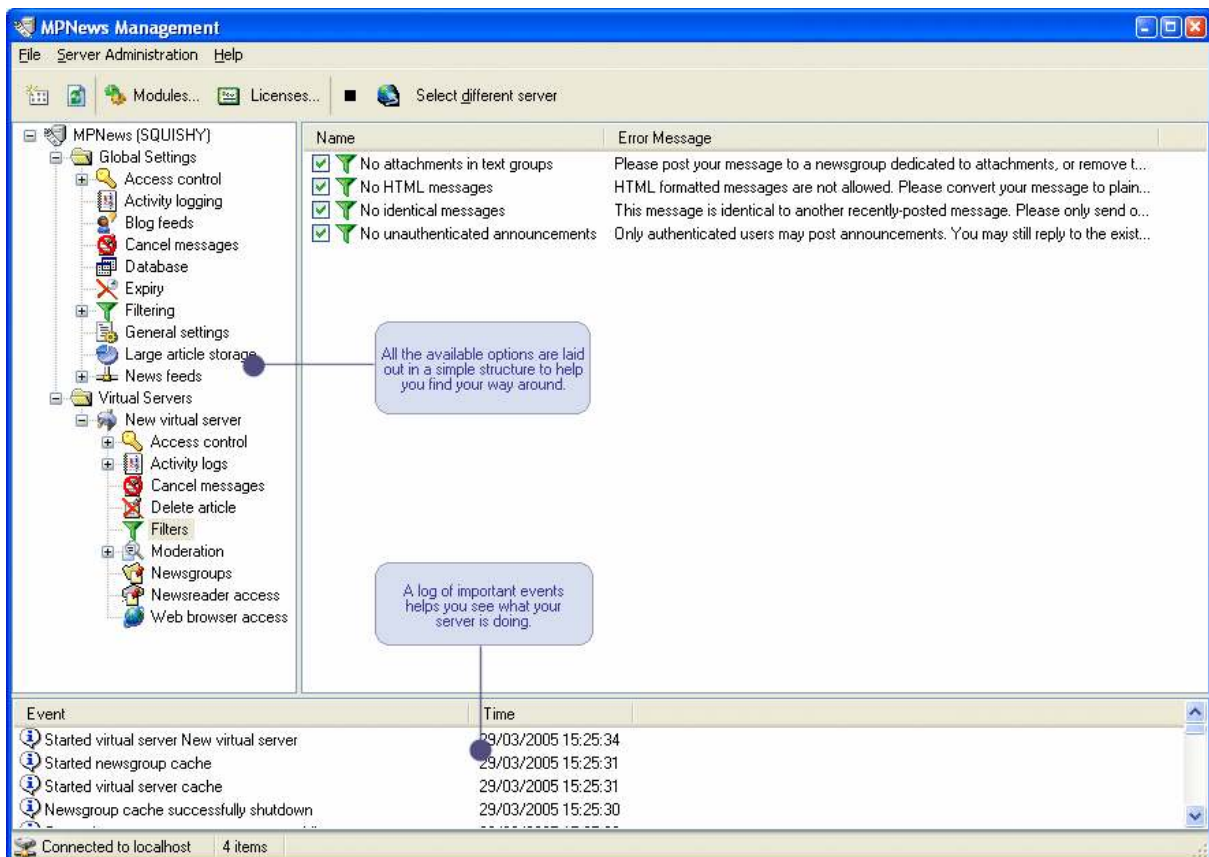 MPNews Management
File Server Administration Help
Modules... Licenses... Select different server
MPNews (SQUISHY)
Global Settings
Access control
Activity logging
Blog feeds
Cancel messages
Database
Expiry
Filtering
General settings
Large article storage
News feeds
Virtual Servers
New virtual server
Access control
Activity logs
Cancel messages
Delete article
Filters
Moderation
Newsgroups
Newsreader access
Web browser access
Name Error Message
No attachments in text groups Please post your message to a newsgroup dedicated to attachments, or remove t...
No HTML messages HTML formatted messages are not allowed. Please convert your message to plain...
No identical messages This message is identical to another recently-posted message. Please only send o...
No unauthenticated announcements Only authenticated users may post announcements. You may still reply to the exist...
All the available options are laid
out in a simple structure to help
you find your way around.
A log of important events
helps you see what your
server is doing.
Event Time
Started virtual server New virtual server 29/03/2005 15:25:34
Started newsgroup cache 29/03/2005 15:25:31
Started virtual server cache 29/03/2005 15:25:31
Newsgroup cache successfully shutdown 29/03/2005 15:25:30
Connected to localhost 4 items